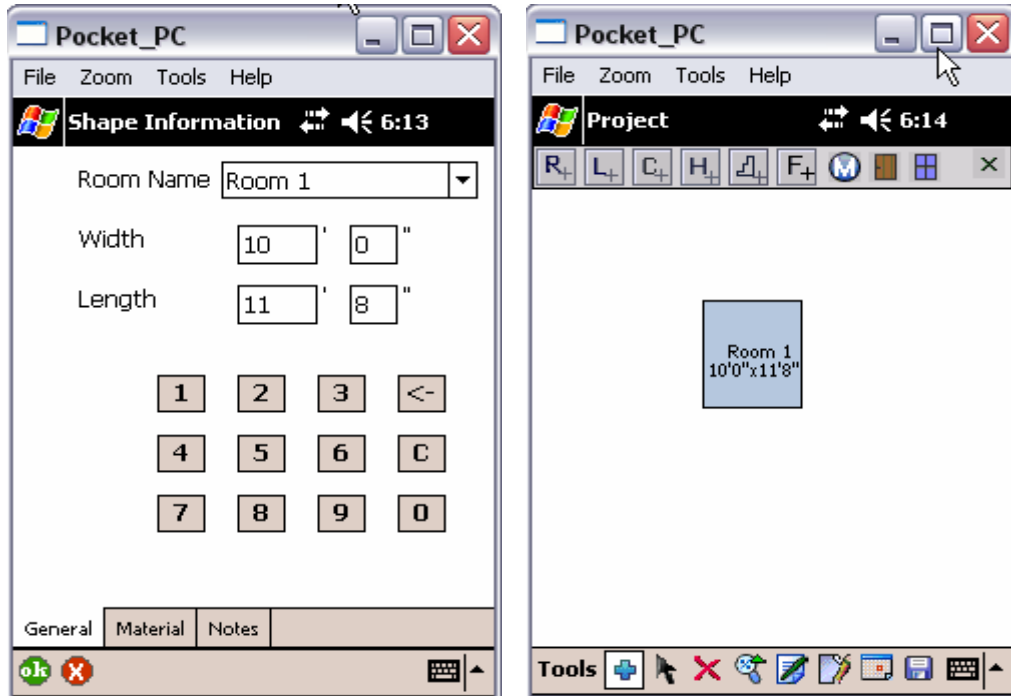 Pocket_PC
File Zoom Tools Help
Shape Information 6:13
Room Name Room 1
Width 10 ' 0 "
Length 11 ' 8 "
1 2 3 <-
4 5 6 C
7 8 9 0
General Material Notes
ok X
Pocket_PC
File Zoom Tools Help
Project 6:14
R+ L+ C+ H+ F+ M
Room 1
10'0"x11'8"
Tools